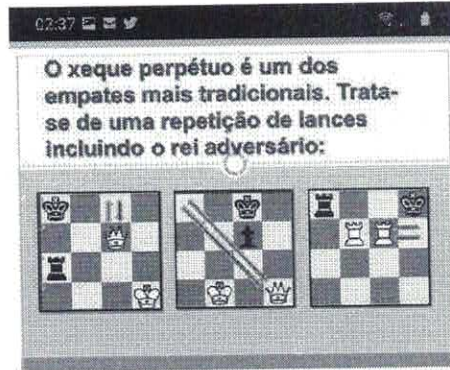 02:37
O xeque perpétuo é um dos
empates mais tradicionais. Trata-
se de uma repetição de lances
incluindo o rei adversário: